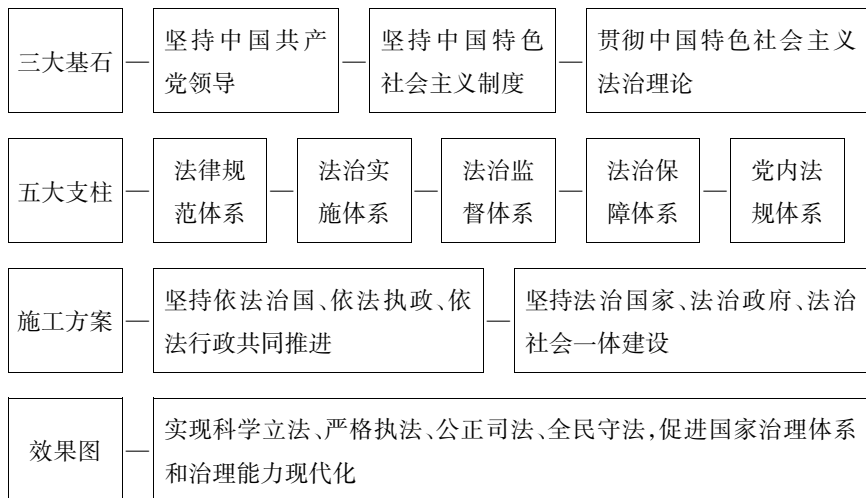 三大基石
坚持中国共产
党领导
坚持中国特色
社会主义制度
贯彻中国特色社会主义
法治理论
五大支柱
法律规
范体系
法治实
施体系
法治监
督体系
法治保
障体系
党内法
规体系
施工方案
坚持依法治国、依法执政、依
法行政共同推进
坚持法治国家、法治政府、法治
社会一体建设
效果图
实现科学立法、严格执法、公正司法、全民守法,促进国家治理体系
和治理能力现代化